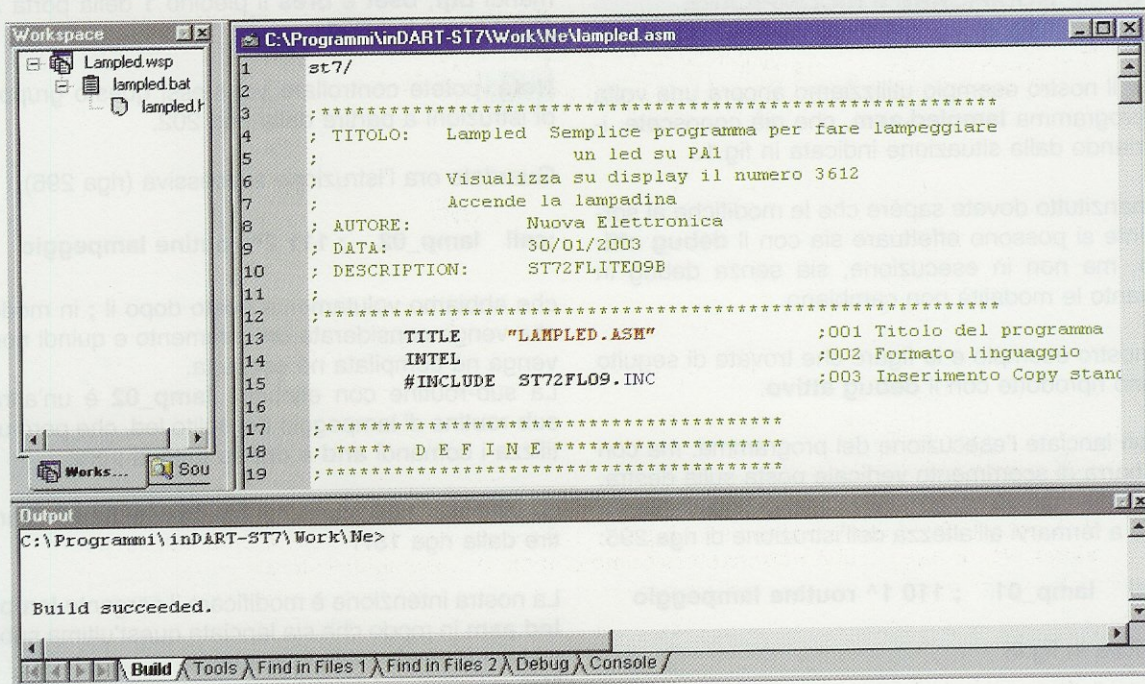 Workspace
Lampled.wsp
lampled.bat
Works...
Sou
C:\Programmi\inDART-ST7\Work\Ne\lampled.asm
1 st7/
2
3 ;************************************************************
4 ; TITOLO: Lampled Semplice programma per fare lampeggiare
5 ; un led su PA1
6 ; Visualizza su display il numero 3612
7 ; Accende la lampadina
8 ; AUTORE: Nuova Elettronica
9 ; DATA: 30/01/2003
10 ; DESCRIPTION: ST72FLITE09B
11 ;
12 ;************************************************************
13 TITLE "LAMPLED.ASM" ;001 Titolo del programma
14 INTEL ;002 Formato linguaggio
15 #INCLUDE ST72FL09.INC ;003 Inserimento Copy stand
16
17 ;****************************************
18 ;******* D E F I N E *******************
19 ;****************************************
Output
C:\Programmi\inDART-ST7\Work\Ne>
Build succeeded.
Build Tools Find in Files 1 Find in Files 2 Debug Console